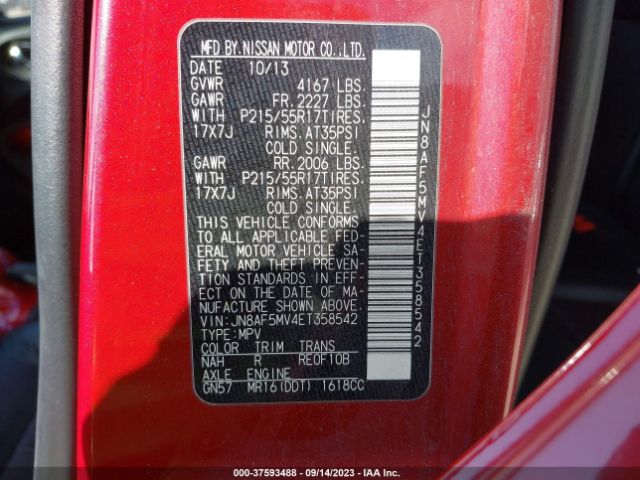 MFD BY.NISSAN MOTOR CO.,LTD.
DATE 10/13
GVWR 4167 LBS.
GAWR FR.2227 LBS.
WITH P215/55R17TIRES.
17X7J RIMS.AT35PSI
COLD SINGLE.
GAWR RR.2006 LBS.
WITH P215/55R17TIRES.
17X7J RIMS.AT35PSI
COLD SINGLE.
THIS VEHICLE CONFORMS
TO ALL APPLICABLE FED-
ERAL MOTOR VEHICLE SA-
FETY AND THEFT PREVEN-
TION STANDARDS IN EFF-
ECT ON THE DATE OF MA-
NUFACTURE SHOWN ABOVE.
VIN:JN8AF5MV4ET358542
TYPE:MPV
COLOR TRIM TRANS
NAH R RE0F10B
AXLE ENGINE
GN57 MR16(DDT) 1618CC
JN8AF5MV4ET358542
000-37593488 - 09/14/2023 - IAA Inc.